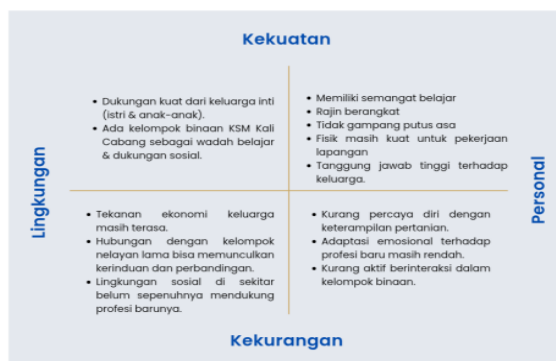 Kekuatan
• Dukungan kuat dari keluarga inti
(istri & anak-anak).
• Ada kelompok binaan KSM Kali
Cabang sebagai wadah belajar
& dukungan sosial.
• Memiliki semangat belajar
• Rajin berangkat
• Tidak gampang putus asa
• Fisik masih kuat untuk pekerjaan
lapangan
• Tanggung jawab tinggi terhadap
keluarga.
Lingkungan
Personal
• Tekanan ekonomi keluarga
masih terasa.
• Hubungan dengan kelompok
nelayan lama bisa memunculkan
kerinduan dan perbandingan.
• Lingkungan sosial di sekitar
belum sepenuhnya mendukung
profesi barunya.
• Kurang percaya diri dengan
keterampilan pertanian.
• Adaptasi emosional terhadap
profesi baru masih rendah.
• Kurang aktif berinteraksi dalam
kelompok binaan.
Kekurangan